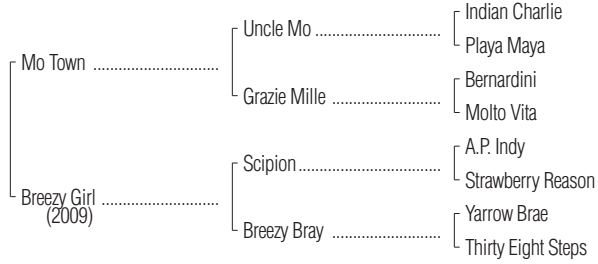 Indian Charlie
Uncle Mo
Playa Maya
Mo Town
Bernardini
Grazie Mille
Molto Vita
A.P. Indy
Scipion
Strawberry Reason
Breezy Girl
(2009)
Yarrow Brae
Breezy Bray
Thirty Eight Steps